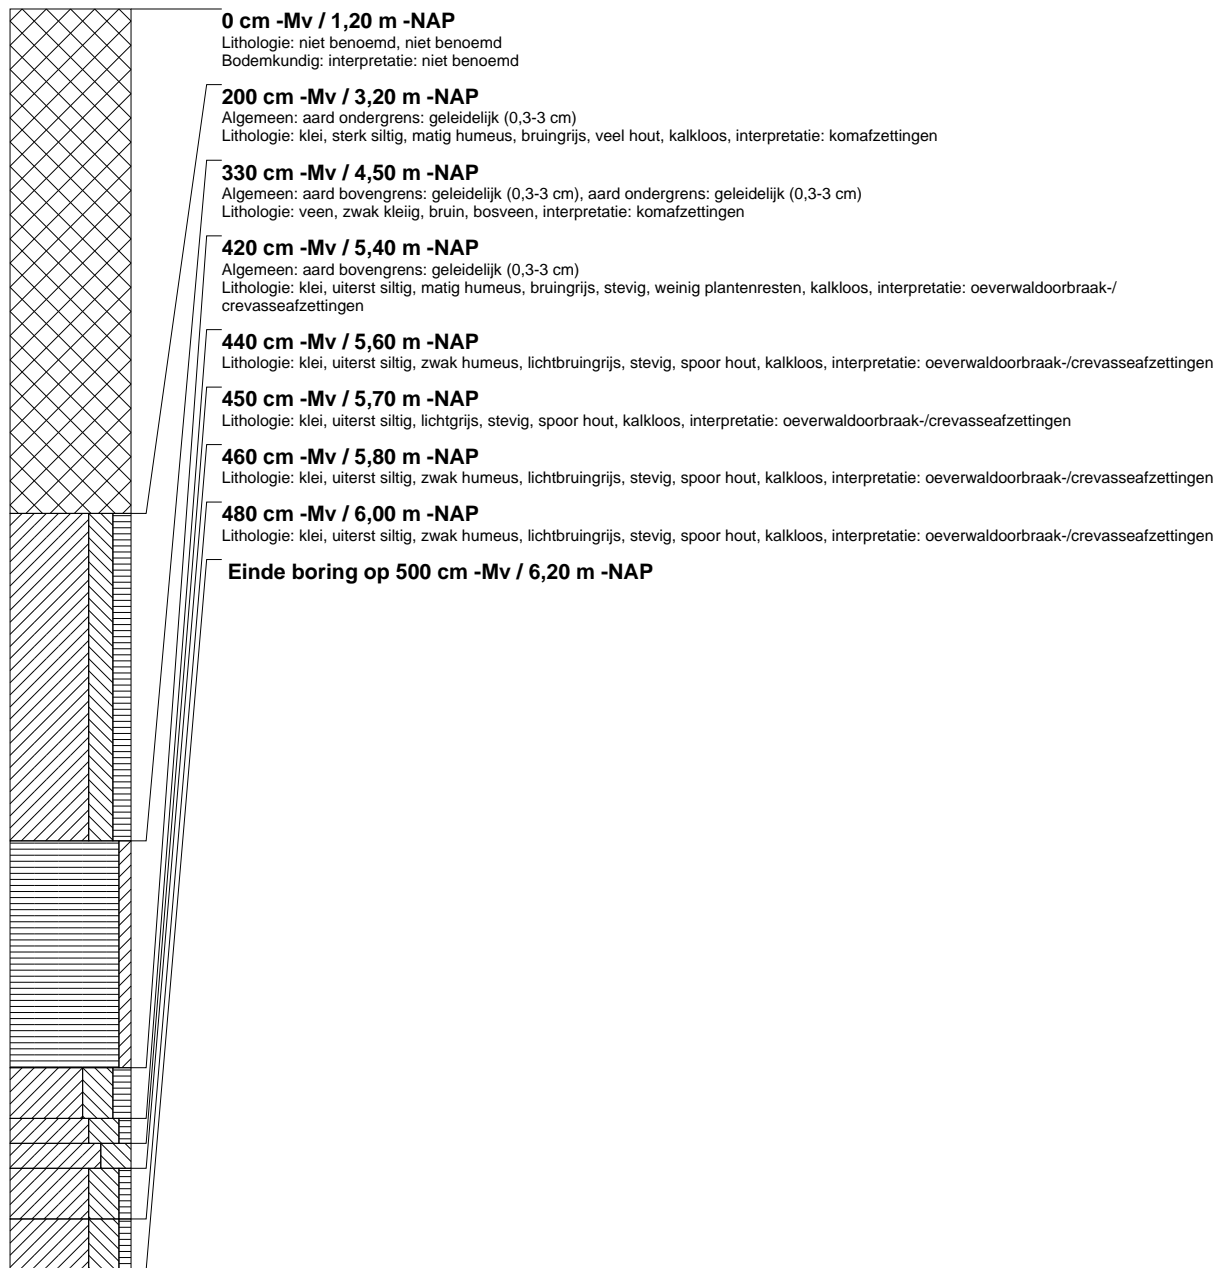 0 cm -Mv / 1,20 m -NAP
Lithologie: niet benoemd, niet benoemd
Bodemkundig: interpretatie: niet benoemd
200 cm -Mv / 3,20 m -NAP
Algemeen: aard ondergrens: geleidelijk (0,3-3 cm)
Lithologie: klei, sterk siltig, matig humeus, bruingrijs, veel hout, kalkloos, interpretatie: komafzettingen
330 cm -Mv / 4,50 m -NAP
Algemeen: aard bovengrens: geleidelijk (0,3-3 cm), aard ondergrens: geleidelijk (0,3-3 cm)
Lithologie: veen, zwak kleiig, bruin, bosveen, interpretatie: komafzettingen
420 cm -Mv / 5,40 m -NAP
Algemeen: aard bovengrens: geleidelijk (0,3-3 cm)
Lithologie: klei, uiterst siltig, matig humeus, bruingrijs, stevig, weinig plantenresten, kalkloos, interpretatie: oeverwaldoorbraak-/
crevasseafzettingen
440 cm -Mv / 5,60 m -NAP
Lithologie: klei, uiterst siltig, zwak humeus, lichtbruingrijs, stevig, spoor hout, kalkloos, interpretatie: oeverwaldoorbraak-/crevasseafzettingen
450 cm -Mv / 5,70 m -NAP
Lithologie: klei, uiterst siltig, lichtgrijs, stevig, spoor hout, kalkloos, interpretatie: oeverwaldoorbraak-/crevasseafzettingen
460 cm -Mv / 5,80 m -NAP
Lithologie: klei, uiterst siltig, zwak humeus, lichtbruingrijs, stevig, spoor hout, kalkloos, interpretatie: oeverwaldoorbraak-/crevasseafzettingen
480 cm -Mv / 6,00 m -NAP
Lithologie: klei, uiterst siltig, zwak humeus, lichtbruingrijs, stevig, spoor hout, kalkloos, interpretatie: oeverwaldoorbraak-/crevasseafzettingen
Einde boring op 500 cm -Mv / 6,20 m -NAP